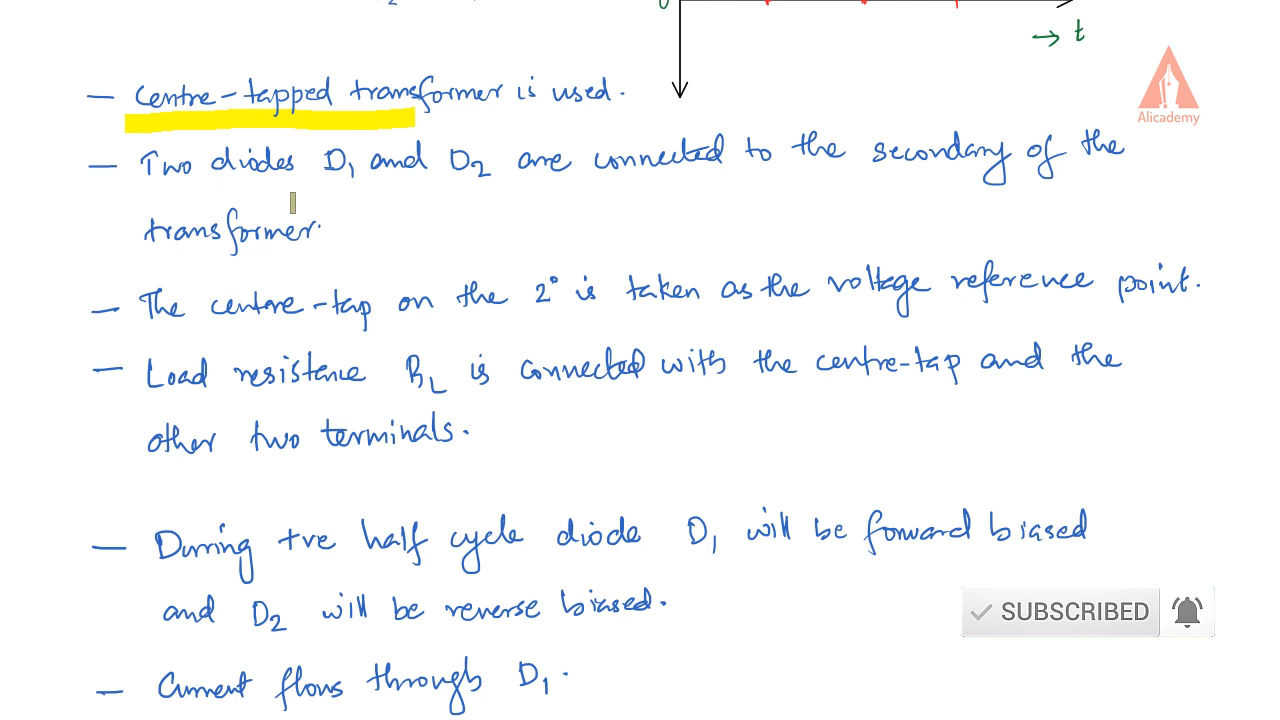 2
0
→ t
— Centre-tapped transformer is used.
Alicademy
— Two diodes D1 and D2 are connected to the secondary of the
transformer.
— The centre-tap on the 2° is taken as the voltage reference point.
— Load resistance RL is connected with the centre-tap and the
other two terminals.
— During +ve half cycle diode D1 will be forward biased
and D2 will be reverse biased.
SUBSCRIBED
— Current flows through D1.